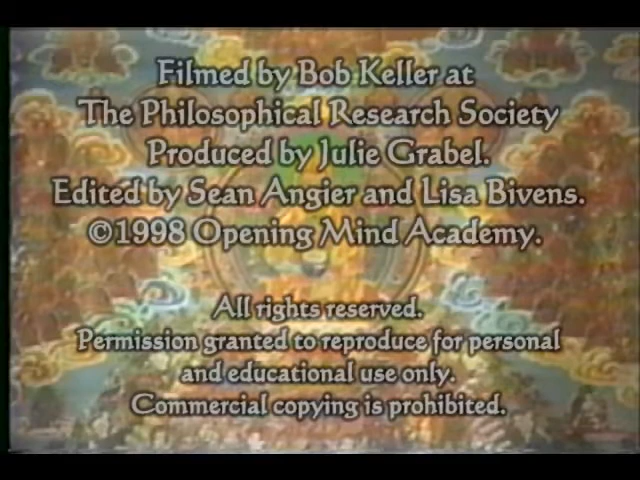 Filmed by Bob Keller at
The Philosophical Research Society
Produced by Julie Grabel.
Edited by Sean Angier and Lisa Bivens.
©1998 Opening Mind Academy.
All rights reserved.
Permission granted to reproduce for personal
and educational use only.
Commercial copying is prohibited.